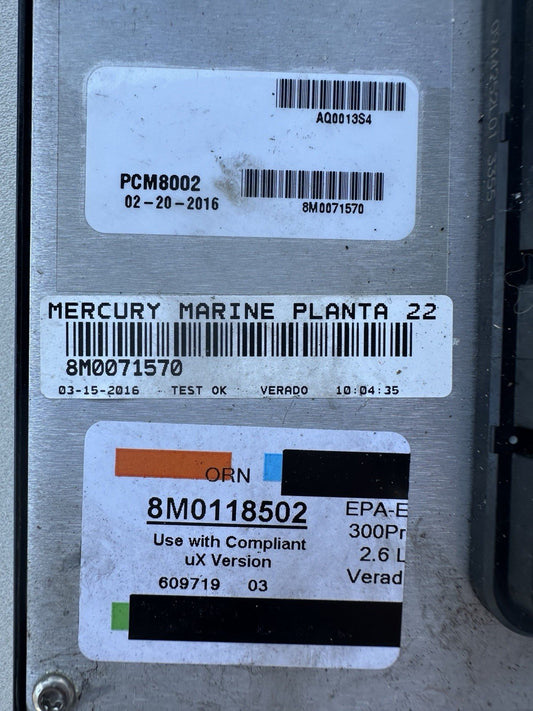 AQ0013S4
PCM8002
02-20-2016
8M0071570
MERCURY MARINE PLANTA 22
8M0071570
03-15-2016 TEST OK VERADO 10:04:35
ORN
8M0118502
Use with Compliant
uX Version
609719 03
EPA-E
300Pr
2.6 L
Verad